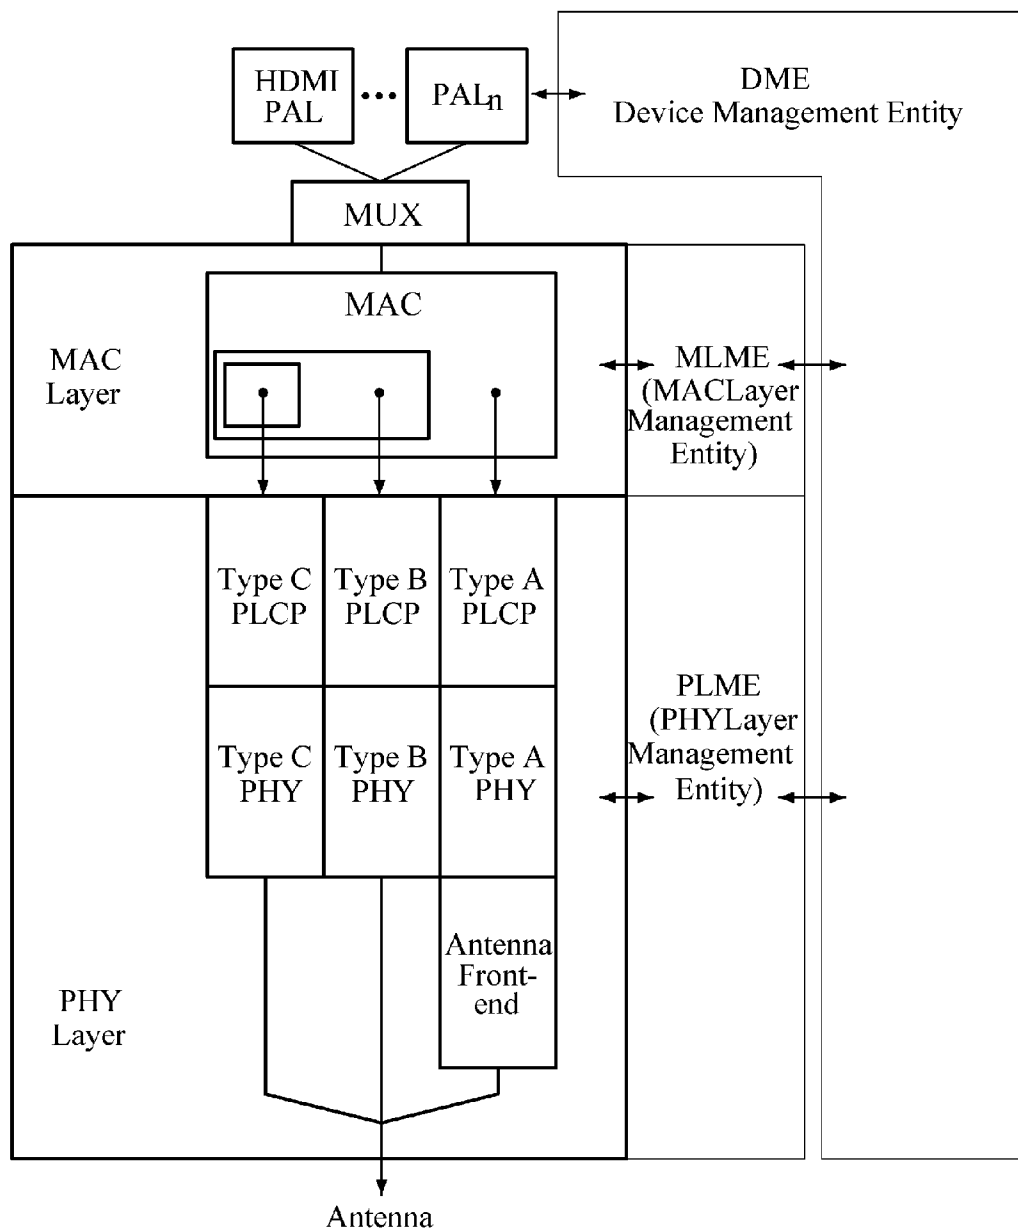 HDMI
PAL
PALn
DME
Device Management Entity
MUX
MAC
MAC
Layer
MLME
(MACLayer
Management
Entity)
Type C
PLCP
Type B
PLCP
Type A
PLCP
PLME
(PHYLayer
Management
Entity)
Type C
PHY
Type B
PHY
Type A
PHY
Antenna
Front-
end
PHY
Layer
Antenna